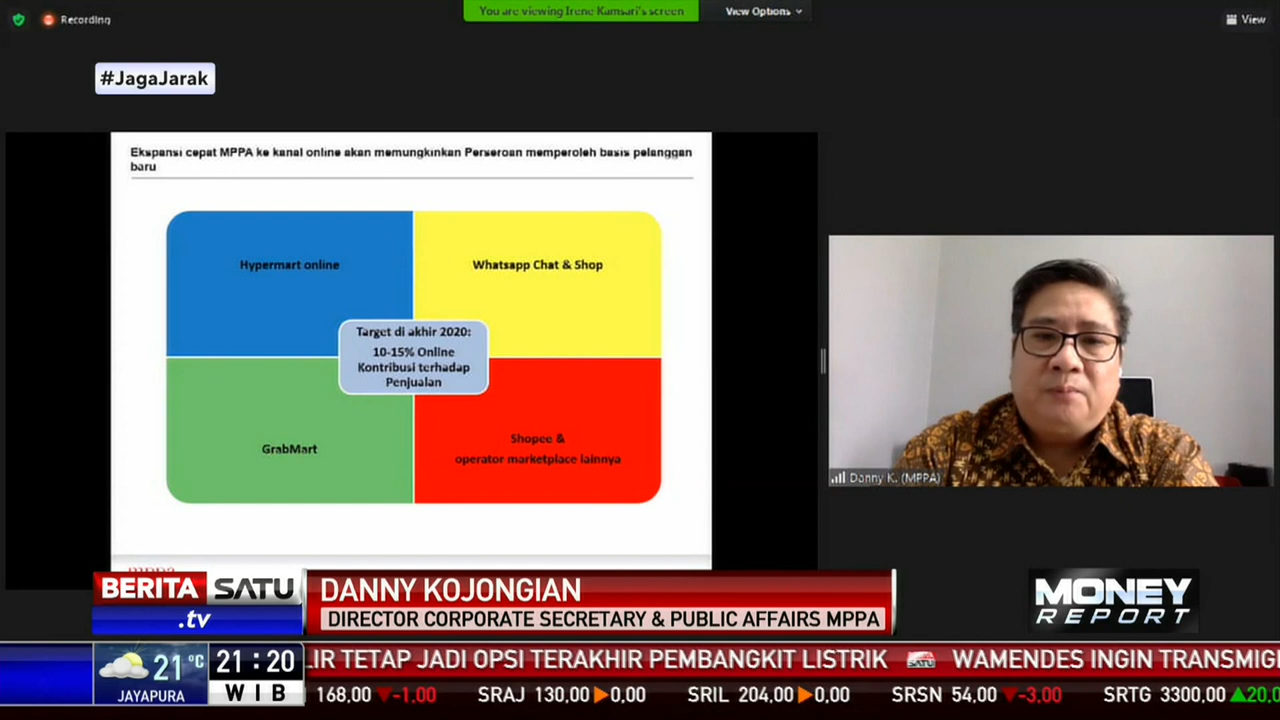 Recording
You are viewing Irene Kamsari's screen
View Options
View
#JagaJarak
Ekspansi cepat MPPA ke kanal online akan memungkinkan Perseroan memperoleh basis pelanggan
baru
Hypermart online
Whatsapp Chat & Shop
Target di akhir 2020:
10-15% Online
Kontribusi terhadap
Penjualan
GrabMart
Shopee &
operator marketplace lainnya
Danny K. (MPPA)
BERITA SATU
.tv
DANNY KOJONGIAN
DIRECTOR CORPORATE SECRETARY & PUBLIC AFFAIRS MPPA
MONEY
REPORT
21°C
JAYAPURA
21:20
WIB
LIR TETAP JADI OPSI TERAKHIR PEMBANGKIT LISTRIK SATU WAMENDES INGIN TRANSMIG
168,00 -1.00 SRAJ 130.00 0,00 SRIL 204.00 0,00 SRSN 54,00 -3,00 SRTG 3300,00 20,0